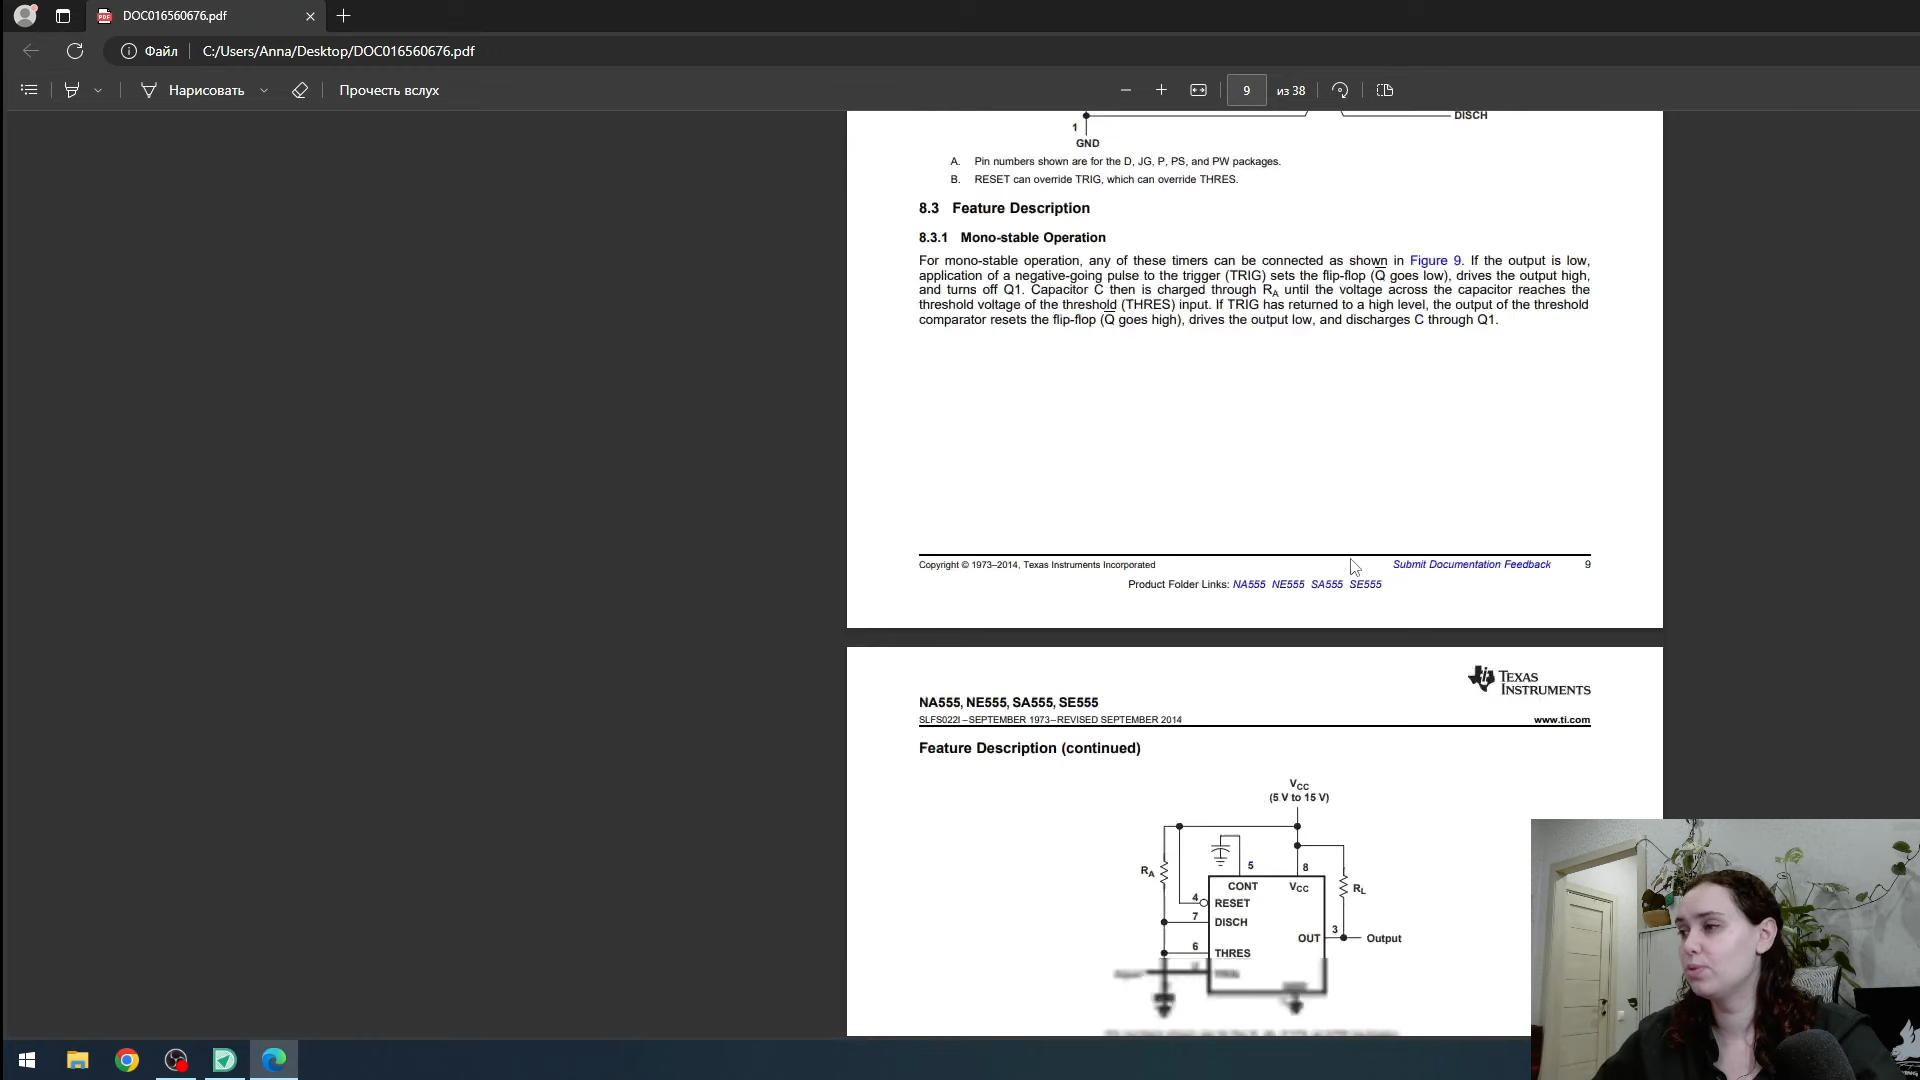 DOC016560676.pdf
Файл
C:/Users/Anna/Desktop/DOC016560676.pdf
Нарисовать
Прочесть вслух
9
из 38
DISCH
1
GND
A. Pin numbers shown are for the D, JG, P, PS, and PW packages.
B. RESET can override TRIG, which can override THRES.
8.3 Feature Description
8.3.1 Mono-stable Operation
For mono-stable operation, any of these timers can be connected as shown in Figure 9. If the output is low,
application of a negative-going pulse to the trigger (TRIG) sets the flip-flop (Q̅ goes low), drives the output high,
and turns off Q1. Capacitor C then is charged through RA until the voltage across the capacitor reaches the
threshold voltage of the threshold (THRES) input. If TRIG has returned to a high level, the output of the threshold
comparator resets the flip-flop (Q̅ goes high), drives the output low, and discharges C through Q1.
Copyright © 1973–2014, Texas Instruments Incorporated
Submit Documentation Feedback
9
Product Folder Links: NA555 NE555 SA555 SE555
TEXAS
INSTRUMENTS
NA555, NE555, SA555, SE555
SLFS022I–SEPTEMBER 1973–REVISED SEPTEMBER 2014
www.ti.com
Feature Description (continued)
VCC
(5 V to 15 V)
RA
5
8
CONT
VCC
RL
4
RESET
7
DISCH
3
OUT
Output
6
THRES